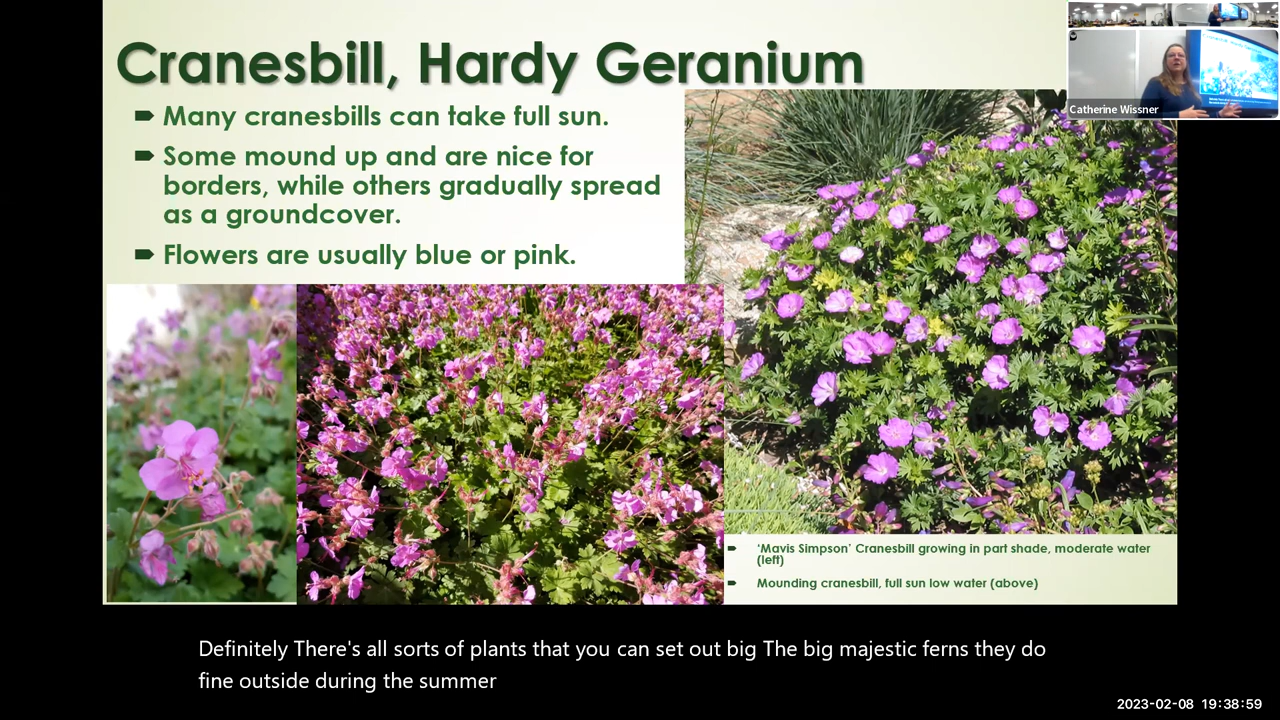 Cranesbill, Hardy Geranium
Many cranesbills can take full sun.
Some mound up and are nice for
borders, while others gradually spread
as a groundcover.
Flowers are usually blue or pink.
Catherine Wissner
‘Mavis Simpson’ Cranesbill growing in part shade, moderate water
(left)
Mounding cranesbill, full sun low water (above)
Definitely There's all sorts of plants that you can set out big The big majestic ferns they do
fine outside during the summer
2023-02-08 19:38:59